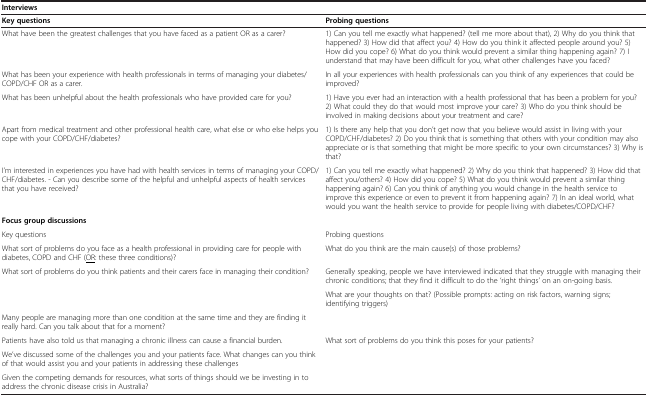 Interviews
Key questions
Probing questions
What have been the greatest challenges that you have faced as a patient OR as a carer?
1) Can you tell me exactly what happened? (tell me more about that), 2) Why do you think that
happened? 3) How did that affect you? 4) How do you think it affected people around you? 5)
How did you cope? 6) What do you think would prevent a similar thing happening again? 7) I
understand that may have been difficult for you, what other challenges have you faced?
What has been your experience with health professionals in terms of managing your diabetes/
COPD/CHF OR as a carer.
In all your experiences with health professionals can you think of any experiences that could be
improved?
What has been unhelpful about the health professionals who have provided care for you?
1) Have you ever had an interaction with a health professional that has been a problem for you?
2) What could they do that would most improve your care? 3) Who do you think should be
involved in making decisions about your treatment and care?
Apart from medical treatment and other professional health care, what else or who else helps you
cope with your COPD/CHF/diabetes?
1) Is there any help that you don't get now that you believe would assist in living with your
COPD/CHF/diabetes? 2) Do you think that is something that others with your condition may also
appreciate or is that something that might be more specific to your own circumstances? 3) Why is
that?
I'm interested in experiences you have had with health services in terms of managing your COPD/
CHF/diabetes. - Can you describe some of the helpful and unhelpful aspects of health services
that you have received?
1) Can you tell me exactly what happened? 2) Why do you think that happened? 3) How did that
affect you/others? 4) How did you cope? 5) What do you think would prevent a similar thing
happening again? 6) Can you think of anything you would change in the health service to
improve this experience or even to prevent it from happening again? 7) In an ideal world, what
would you want the health service to provide for people living with diabetes/COPD/CHF?
Focus group discussions
Key questions
Probing questions
What sort of problems do you face as a health professional in providing care for people with
diabetes, COPD and CHF (OR: these three conditions)?
What do you think are the main cause(s) of those problems?
What sort of problems do you think patients and their carers face in managing their condition?
Generally speaking, people we have interviewed indicated that they struggle with managing their
chronic conditions; that they find it difficult to do the 'right things' on an on-going basis.
What are your thoughts on that? (Possible prompts: acting on risk factors, warning signs;
identifying triggers)
Many people are managing more than one condition at the same time and they are finding it
really hard. Can you talk about that for a moment?
Patients have also told us that managing a chronic illness can cause a financial burden.
What sort of problems do you think this poses for your patients?
We've discussed some of the challenges you and your patients face. What changes can you think
of that would assist you and your patients in addressing these challenges
Given the competing demands for resources, what sorts of things should we be investing in to
address the chronic disease crisis in Australia?